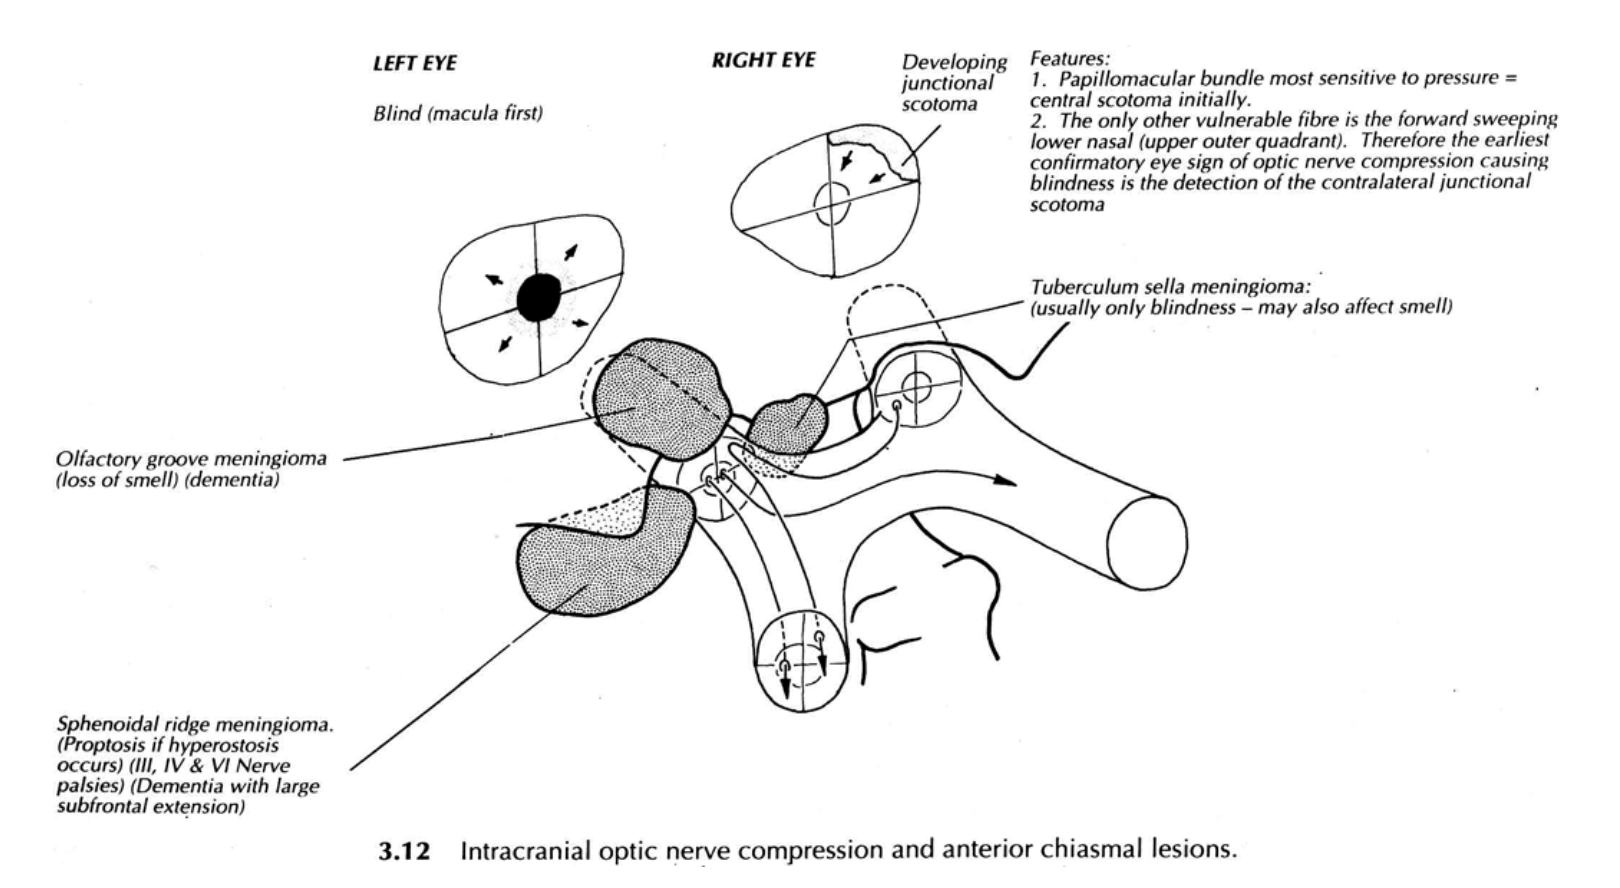 LEFT EYE
Blind (macula first)
RIGHT EYE
Developing
junctional
scotoma
Features:
1. Papillomacular bundle most sensitive to pressure =
central scotoma initially.
2. The only other vulnerable fibre is the forward sweeping
lower nasal (upper outer quadrant). Therefore the earliest
confirmatory eye sign of optic nerve compression causing
blindness is the detection of the contralateral junctional
scotoma
Tuberculum sella meningioma:
(usually only blindness – may also affect smell)
Olfactory groove meningioma
(loss of smell) (dementia)
Sphenoidal ridge meningioma.
(Proptosis if hyperostosis
occurs) (III, IV & VI Nerve
palsies) (Dementia with large
subfrontal extension)
3.12 Intracranial optic nerve compression and anterior chiasmal lesions.